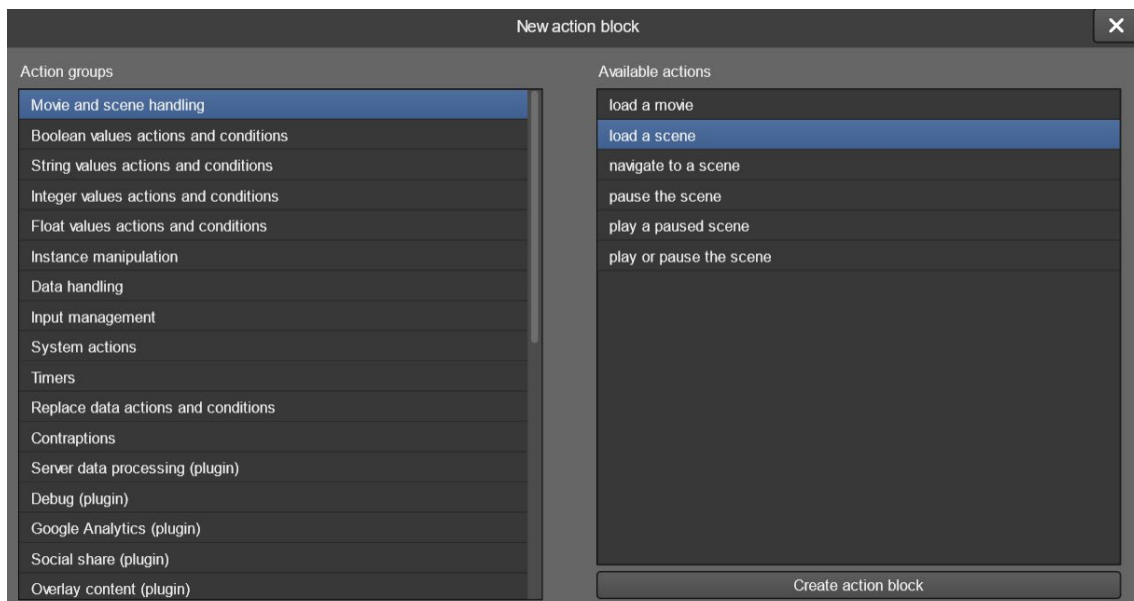 New action block
Action groups
Movie and scene handling
Boolean values actions and conditions
String values actions and conditions
Integer values actions and conditions
Float values actions and conditions
Instance manipulation
Data handling
Input management
System actions
Timers
Replace data actions and conditions
Contraptions
Server data processing (plugin)
Debug (plugin)
Google Analytics (plugin)
Social share (plugin)
Overlay content (plugin)
Available actions
load a movie
load a scene
navigate to a scene
pause the scene
play a paused scene
play or pause the scene
Create action block